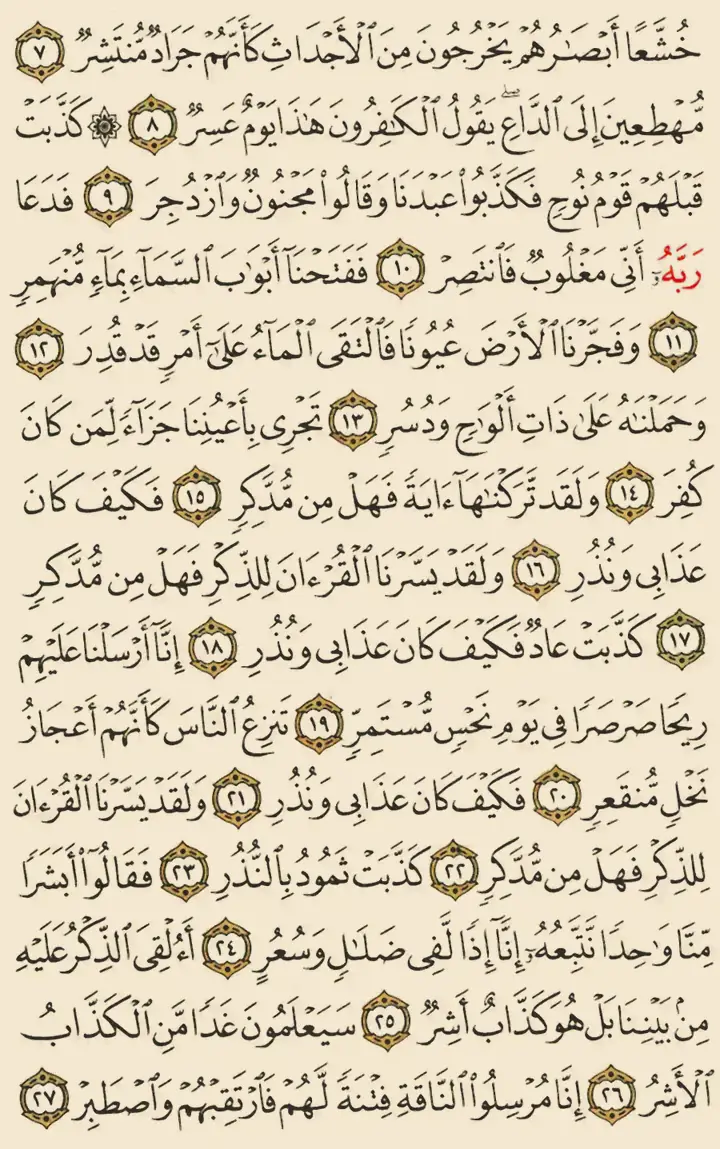 خُشَّعًا أَبْصَٰرُهُمْ يَخْرُجُونَ مِنَ ٱلْأَجْدَاثِ كَأَنَّهُمْ جَرَادٌ مُّنتَشِرٌ ٧
مُّهْطِعِينَ إِلَى ٱلدَّاعِ ۖ يَقُولُ ٱلْكَٰفِرُونَ هَٰذَا يَوْمٌ عَسِرٌ ٨ ۞ كَذَّبَتْ
قَبْلَهُمْ قَوْمُ نُوحٍ فَكَذَّبُوا۟ عَبْدَنَا وَقَالُوا۟ مَجْنُونٌ وَٱزْدُجِرَ ٩ فَدَعَا
رَبَّهُۥٓ أَنِّى مَغْلُوبٌ فَٱنتَصِرْ ١٠ فَفَتَحْنَآ أَبْوَٰبَ ٱلسَّمَآءِ بِمَآءٍ مُّنْهَمِرٍ
١١ وَفَجَّرْنَا ٱلْأَرْضَ عُيُونًا فَٱلْتَقَى ٱلْمَآءُ عَلَىٰٓ أَمْرٍ قَدْ قُدِرَ ١٢
وَحَمَلْنَٰهُ عَلَىٰ ذَاتِ أَلْوَٰحٍ وَدُسُرٍ ١٣ تَجْرِى بِأَعْيُنِنَا جَزَآءً لِّمَن كَانَ
كُفِرَ ١٤ وَلَقَد تَّرَكْنَٰهَآ ءَايَةً فَهَلْ مِن مُّدَّكِرٍ ١٥ فَكَيْفَ كَانَ
عَذَابِى وَنُذُرِ ١٦ وَلَقَدْ يَسَّرْنَا ٱلْقُرْءَانَ لِلذِّكْرِ فَهَلْ مِن مُّدَّكِرٍ
١٧ كَذَّبَتْ عَادٌ فَكَيْفَ كَانَ عَذَابِى وَنُذُرِ ١٨ إِنَّآ أَرْسَلْنَا عَلَيْهِمْ
رِيحًا صَرْصَرًا فِى يَوْمِ نَحْسٍ مُّسْتَمِرٍّ ١٩ تَنزِعُ ٱلنَّاسَ كَأَنَّهُمْ أَعْجَازُ
نَخْلٍ مُّنقَعِرٍ ٢٠ فَكَيْفَ كَانَ عَذَابِى وَنُذُرِ ٢١ وَلَقَدْ يَسَّرْنَا ٱلْقُرْءَانَ
لِلذِّكْرِ فَهَلْ مِن مُّدَّكِرٍ ٢٢ كَذَّبَتْ ثَمُودُ بِٱلنُّذُرِ ٢٣ فَقَالُوٓا۟ أَبَشَرًا
مِّنَّا وَٰحِدًا نَّتَّبِعُهُۥٓ إِنَّآ إِذًا لَّفِى ضَلَٰلٍ وَسُعُرٍ ٢٤ أَءُلْقِىَ ٱلذِّكْرُ عَلَيْهِ
مِنۢ بَيْنِنَا بَلْ هُوَ كَذَّابٌ أَشِرٌ ٢٥ سَيَعْلَمُونَ غَدًا مَّنِ ٱلْكَذَّابُ
ٱلْأَشِرُ ٢٦ إِنَّا مُرْسِلُوا۟ ٱلنَّاقَةِ فِتْنَةً لَّهُمْ فَٱرْتَقِبْهُمْ وَٱصْطَبِرْ ٢٧